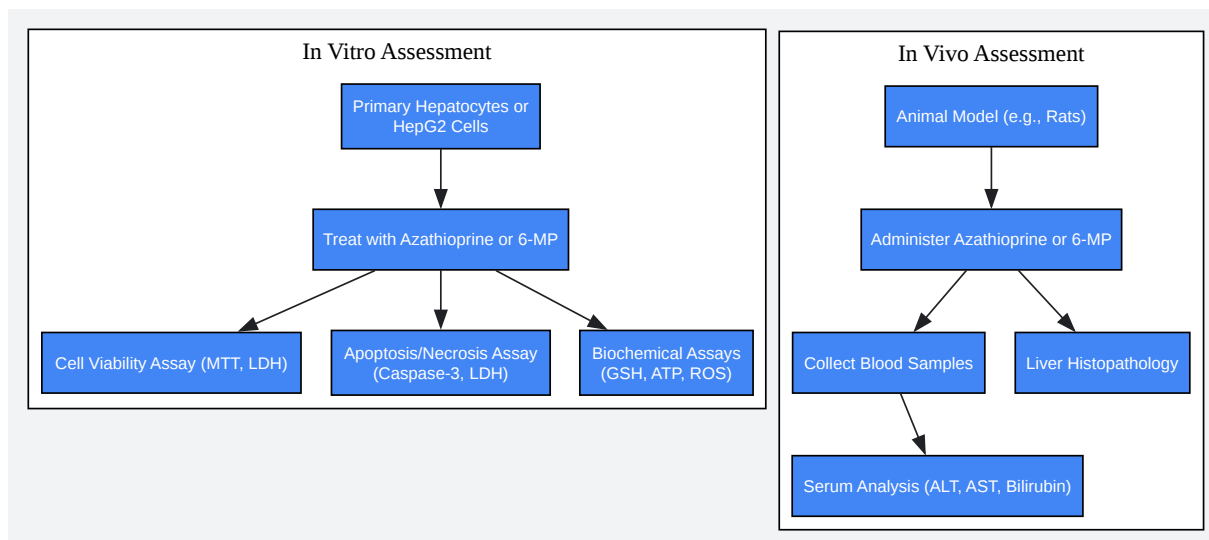 In Vitro Assessment
Primary Hepatocytes or
HepG2 Cells
Treat with Azathioprine or 6-MP
Cell Viability Assay (MTT, LDH)
Apoptosis/Necrosis Assay
(Caspase-3, LDH)
Biochemical Assays
(GSH, ATP, ROS)
In Vivo Assessment
Animal Model (e.g., Rats)
Administer Azathioprine or 6-MP
Collect Blood Samples
Liver Histopathology
Serum Analysis (ALT, AST, Bilirubin)